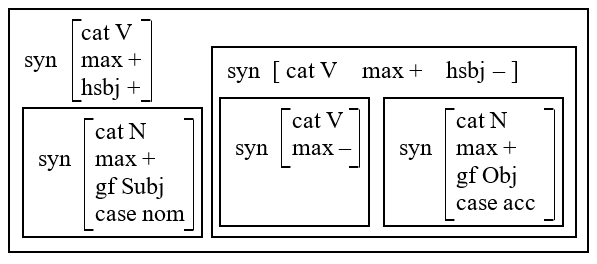 syn [cat V
max +
hsbj +]
syn [ cat V max + hsbj – ]
syn [cat N
max +
gf Subj
case nom]
syn [cat V
max –]
syn [cat N
max +
gf Obj
case acc]